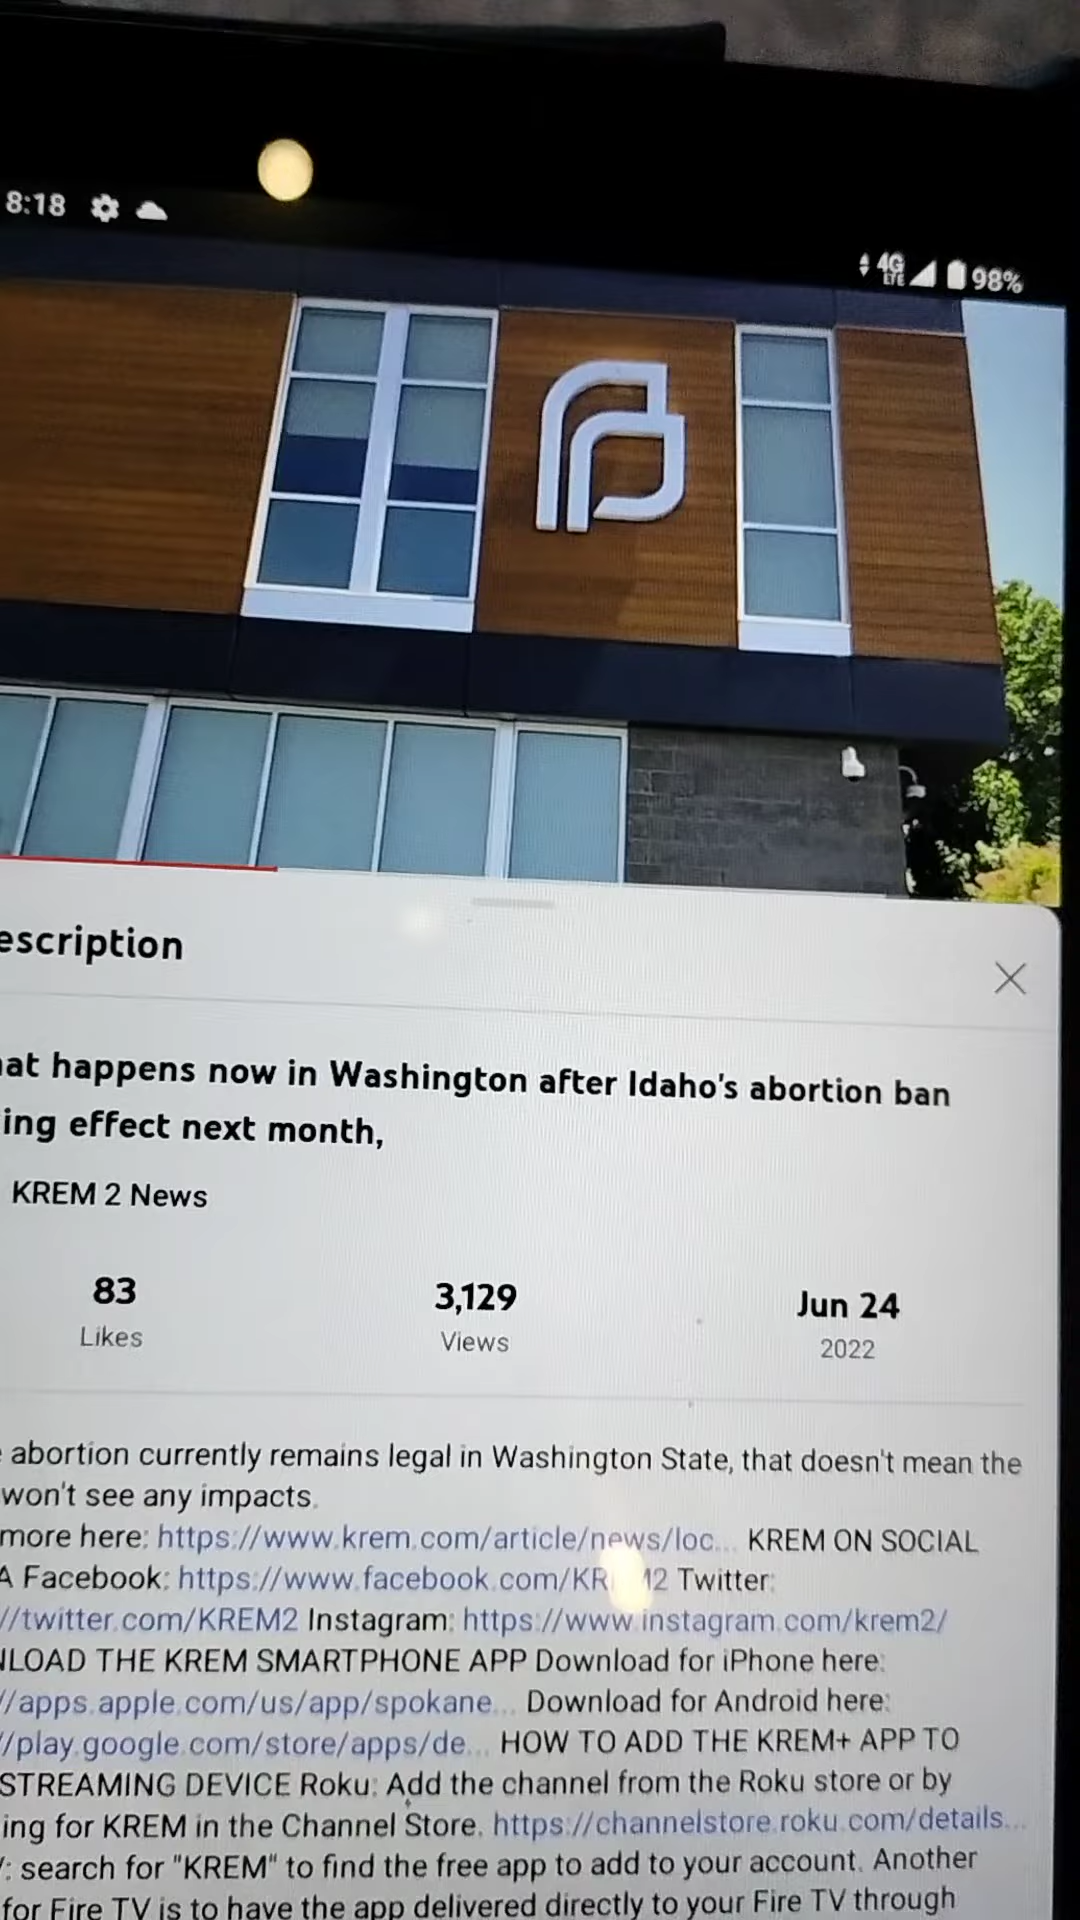 8:18
4G
LTE
98%
escription
at happens now in Washington after Idaho's abortion ban
ing effect next month,
KREM 2 News
83
3,129
Jun 24
Likes
Views
2022
abortion currently remains legal in Washington State, that doesn't mean the
won't see any impacts.
more here: https://www.krem.com/article/news/loc... KREM ON SOCIAL
A Facebook: https://www.facebook.com/KR 2 Twitter:
//twitter.com/KREM2 Instagram: https://www.instagram.com/krem2/
LOAD THE KREM SMARTPHONE APP Download for iPhone here:
//apps.apple.com/us/app/spokane... Download for Android here:
//play.google.com/store/apps/de... HOW TO ADD THE KREM+ APP TO
STREAMING DEVICE Roku: Add the channel from the Roku store or by
ing for KREM in the Channel Store. https://channelstore.roku.com/details...
: search for "KREM" to find the free app to add to your account. Another
for Fire TV is to have the app delivered directly to your Fire TV through